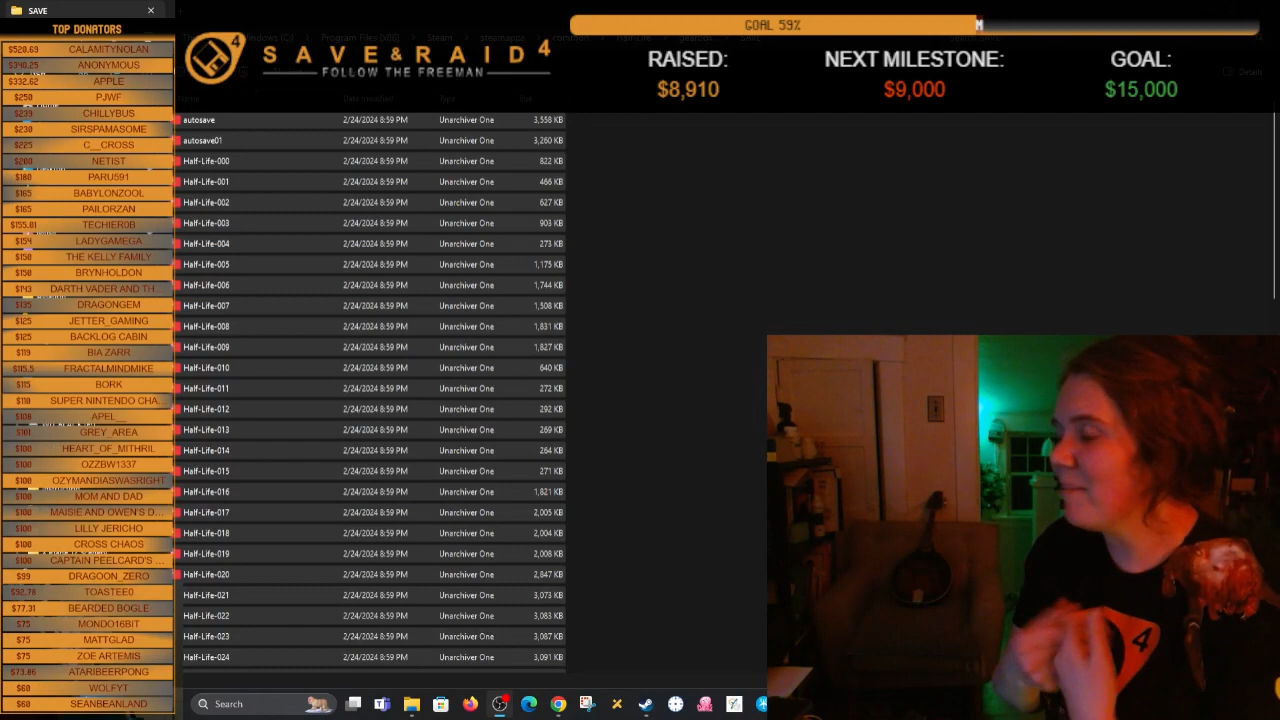 SAVE
TOP DONATORS
$520.69 CALAMITYNOLAN
$340.25 ANONYMOUS
$332.62 APPLE
$250 PJWF
$239 CHILLYBUS
$230 SIRSPAMASOME
$225 C__CROSS
$200 NETIST
$180 PARU591
$165 BABYLONZOOL
$165 PAILORZAN
$155.01 TECHIER0B
$154 LADYGAMEGA
$150 THE KELLY FAMILY
$150 BRYNHOLDON
$143 DARTH VADER AND TH...
$135 DRAGONGEM
$125 JETTER_GAMING
$125 BACKLOG CABIN
$119 BIA ZARR
$115.5 FRACTALMINDMIKE
$115 BORK
$110 SUPER NINTENDO CHA...
$108 APEL__
$101 GREY_AREA
$100 HEART_OF_MITHRIL
$100 OZZBW1337
$100 OZYMANDIASWASRIGHT
$100 MOM AND DAD
$100 MAISIE AND OWEN'S D...
$100 LILLY JERICHO
$100 CROSS CHAOS
$100 CAPTAIN PEELCARD'S ...
$99 DRAGOON_ZERO
$92.78 TOASTEE0
$77.31 BEARDED BOGLE
$75 MONDO16BIT
$75 MATTGLAD
$75 ZOE ARTEMIS
$73.86 ATARIBEERPONG
$60 WOLFYT
$60 SEANBEANLAND
4 SAVE & RAID 4
FOLLOW THE FREEMAN
GOAL 59%
M
RAISED: NEXT MILESTONE: GOAL:
$8,910 $9,000 $15,000
Details
Date modified Type
autosave 2/24/2024 8:59 PM Unarchiver One 3,558 KB
autosave01 2/24/2024 8:59 PM Unarchiver One 3,260 KB
Half-Life-000 2/24/2024 8:59 PM Unarchiver One 822 KB
Half-Life-001 2/24/2024 8:59 PM Unarchiver One 466 KB
Half-Life-002 2/24/2024 8:59 PM Unarchiver One 627 KB
Half-Life-003 2/24/2024 8:59 PM Unarchiver One 903 KB
Half-Life-004 2/24/2024 8:59 PM Unarchiver One 273 KB
Half-Life-005 2/24/2024 8:59 PM Unarchiver One 1,175 KB
Half-Life-006 2/24/2024 8:59 PM Unarchiver One 1,744 KB
Half-Life-007 2/24/2024 8:59 PM Unarchiver One 1,508 KB
Half-Life-008 2/24/2024 8:59 PM Unarchiver One 1,831 KB
Half-Life-009 2/24/2024 8:59 PM Unarchiver One 1,827 KB
Half-Life-010 2/24/2024 8:59 PM Unarchiver One 640 KB
Half-Life-011 2/24/2024 8:59 PM Unarchiver One 272 KB
Half-Life-012 2/24/2024 8:59 PM Unarchiver One 292 KB
Half-Life-013 2/24/2024 8:59 PM Unarchiver One 269 KB
Half-Life-014 2/24/2024 8:59 PM Unarchiver One 264 KB
Half-Life-015 2/24/2024 8:59 PM Unarchiver One 271 KB
Half-Life-016 2/24/2024 8:59 PM Unarchiver One 1,821 KB
Half-Life-017 2/24/2024 8:59 PM Unarchiver One 2,005 KB
Half-Life-018 2/24/2024 8:59 PM Unarchiver One 2,004 KB
Half-Life-019 2/24/2024 8:59 PM Unarchiver One 2,008 KB
Half-Life-020 2/24/2024 8:59 PM Unarchiver One 2,847 KB
Half-Life-021 2/24/2024 8:59 PM Unarchiver One 3,073 KB
Half-Life-022 2/24/2024 8:59 PM Unarchiver One 3,083 KB
Half-Life-023 2/24/2024 8:59 PM Unarchiver One 3,087 KB
Half-Life-024 2/24/2024 8:59 PM Unarchiver One 3,091 KB
4
Search